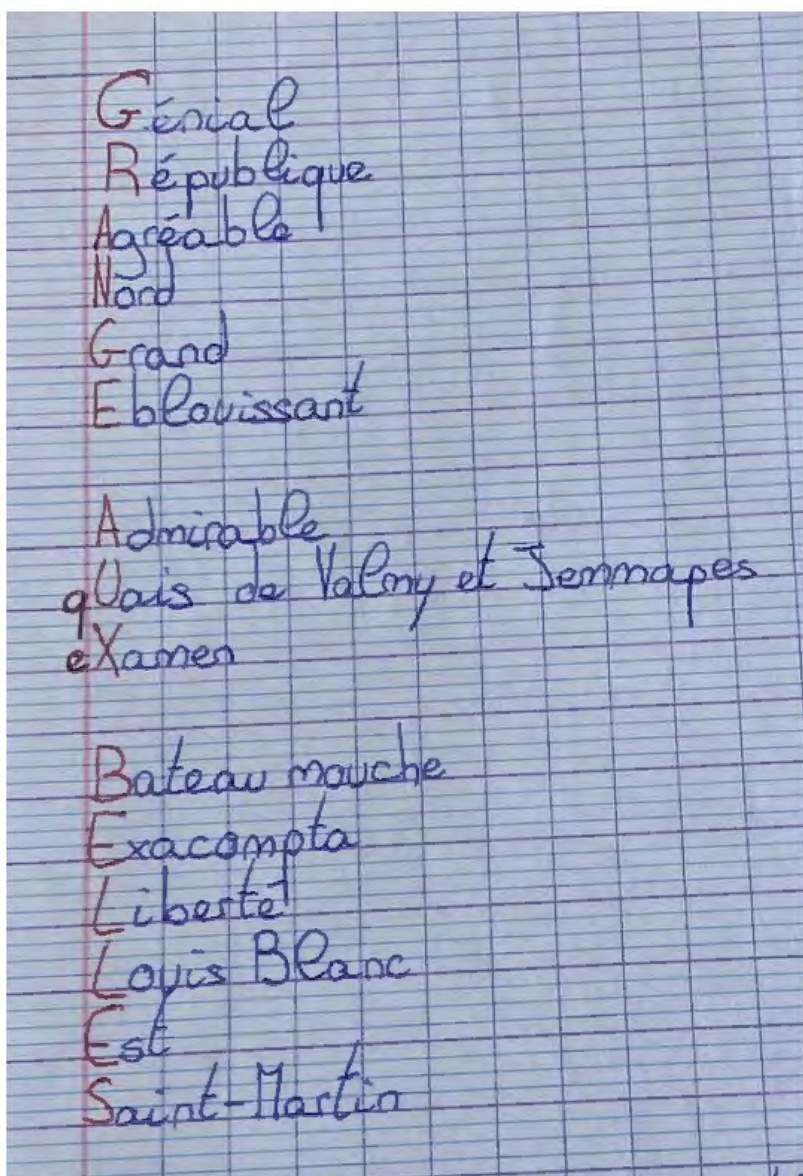 Génial
République
Agréable
Nord
Grand
Eblouissant
Admirable
qUais de Valmy et Jemmapes
eXamen
Bateau mouche
Exacompta
Liberté
Louis Blanc
Est
Saint-Martin